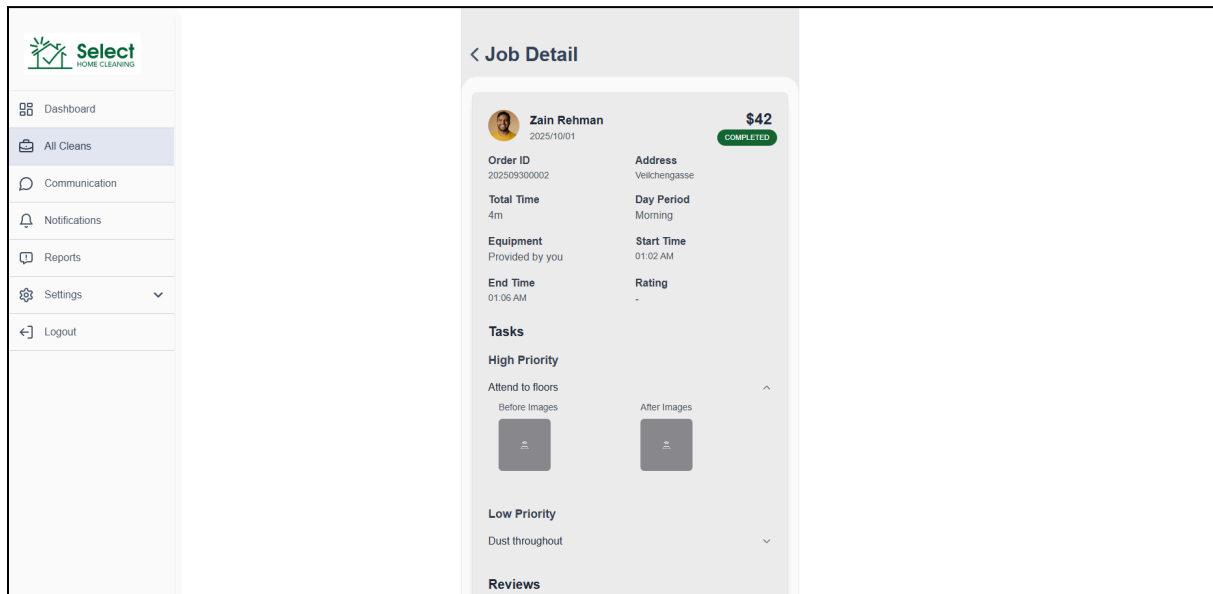 Select
HOME CLEANING
Dashboard
All Cleans
Communication
Notifications
Reports
Settings
Logout
Job Detail
Zain Rehman
2025/10/01
$42
COMPLETED
Order ID
202509300002
Address
Veilchengasse
Total Time
4m
Day Period
Morning
Equipment
Provided by you
Start Time
01:02 AM
End Time
01:06 AM
Rating
-
Tasks
High Priority
Attend to floors
Before Images
After Images
Low Priority
Dust throughout
Reviews